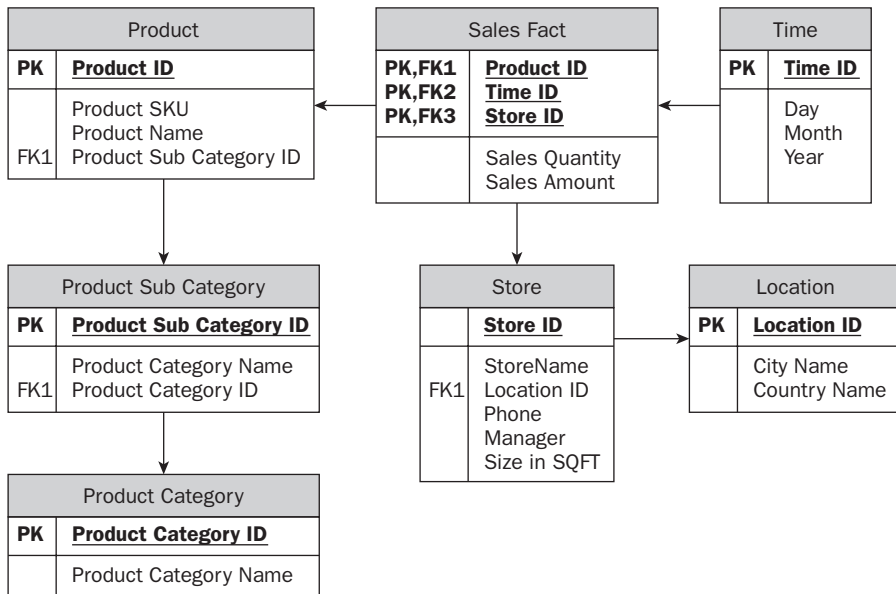 Product
PK Product ID
Product SKU
Product Name
FK1 Product Sub Category ID
Sales Fact
PK,FK1 Product ID
PK,FK2 Time ID
PK,FK3 Store ID
Sales Quantity
Sales Amount
Time
PK Time ID
Day
Month
Year
Product Sub Category
PK Product Sub Category ID
Product Category Name
FK1 Product Category ID
Store
Store ID
StoreName
FK1 Location ID
Phone
Manager
Size in SQFT
Location
PK Location ID
City Name
Country Name
Product Category
PK Product Category ID
Product Category Name